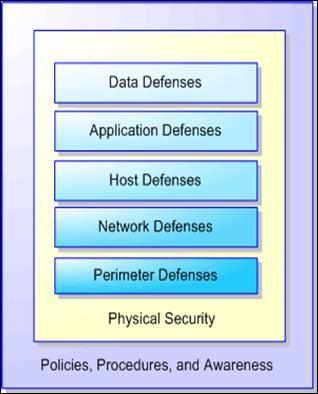 Data Defenses
Application Defenses
Host Defenses
Network Defenses
Perimeter Defenses
Physical Security
Policies, Procedures, and Awareness